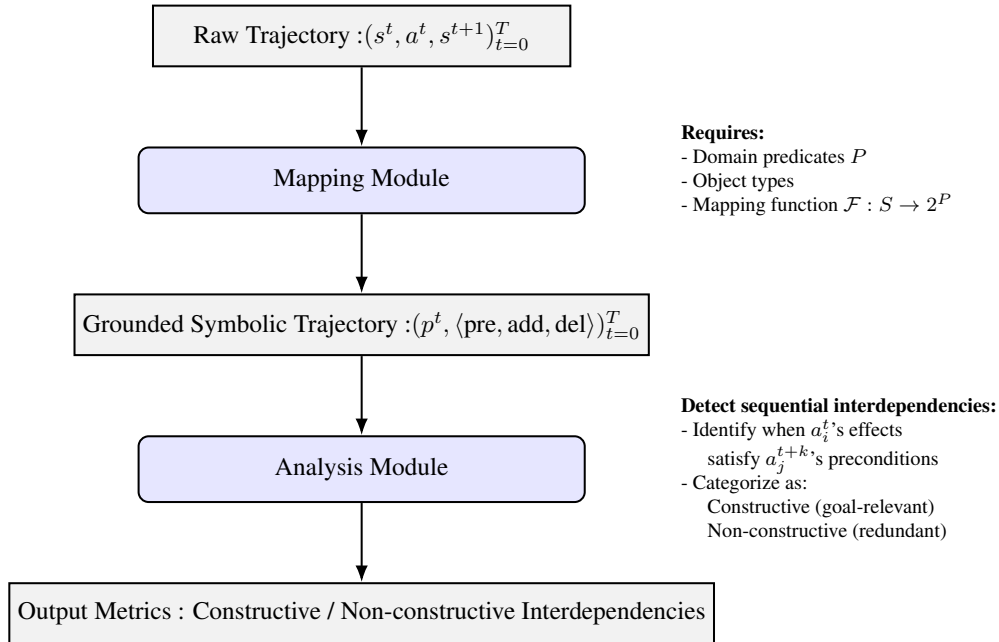 Raw Trajectory :(s^t, a^t, s^{t+1})_{t=0}^T
Mapping Module
Requires:
- Domain predicates P
- Object types
- Mapping function 𝓕 : S → 2^P
Grounded Symbolic Trajectory :(p^t, ⟨pre, add, del⟩)_{t=0}^T
Analysis Module
Detect sequential interdependencies:
- Identify when a_i^t's effects
satisfy a_j^{t+k}'s preconditions
- Categorize as:
Constructive (goal-relevant)
Non-constructive (redundant)
Output Metrics : Constructive / Non-constructive Interdependencies